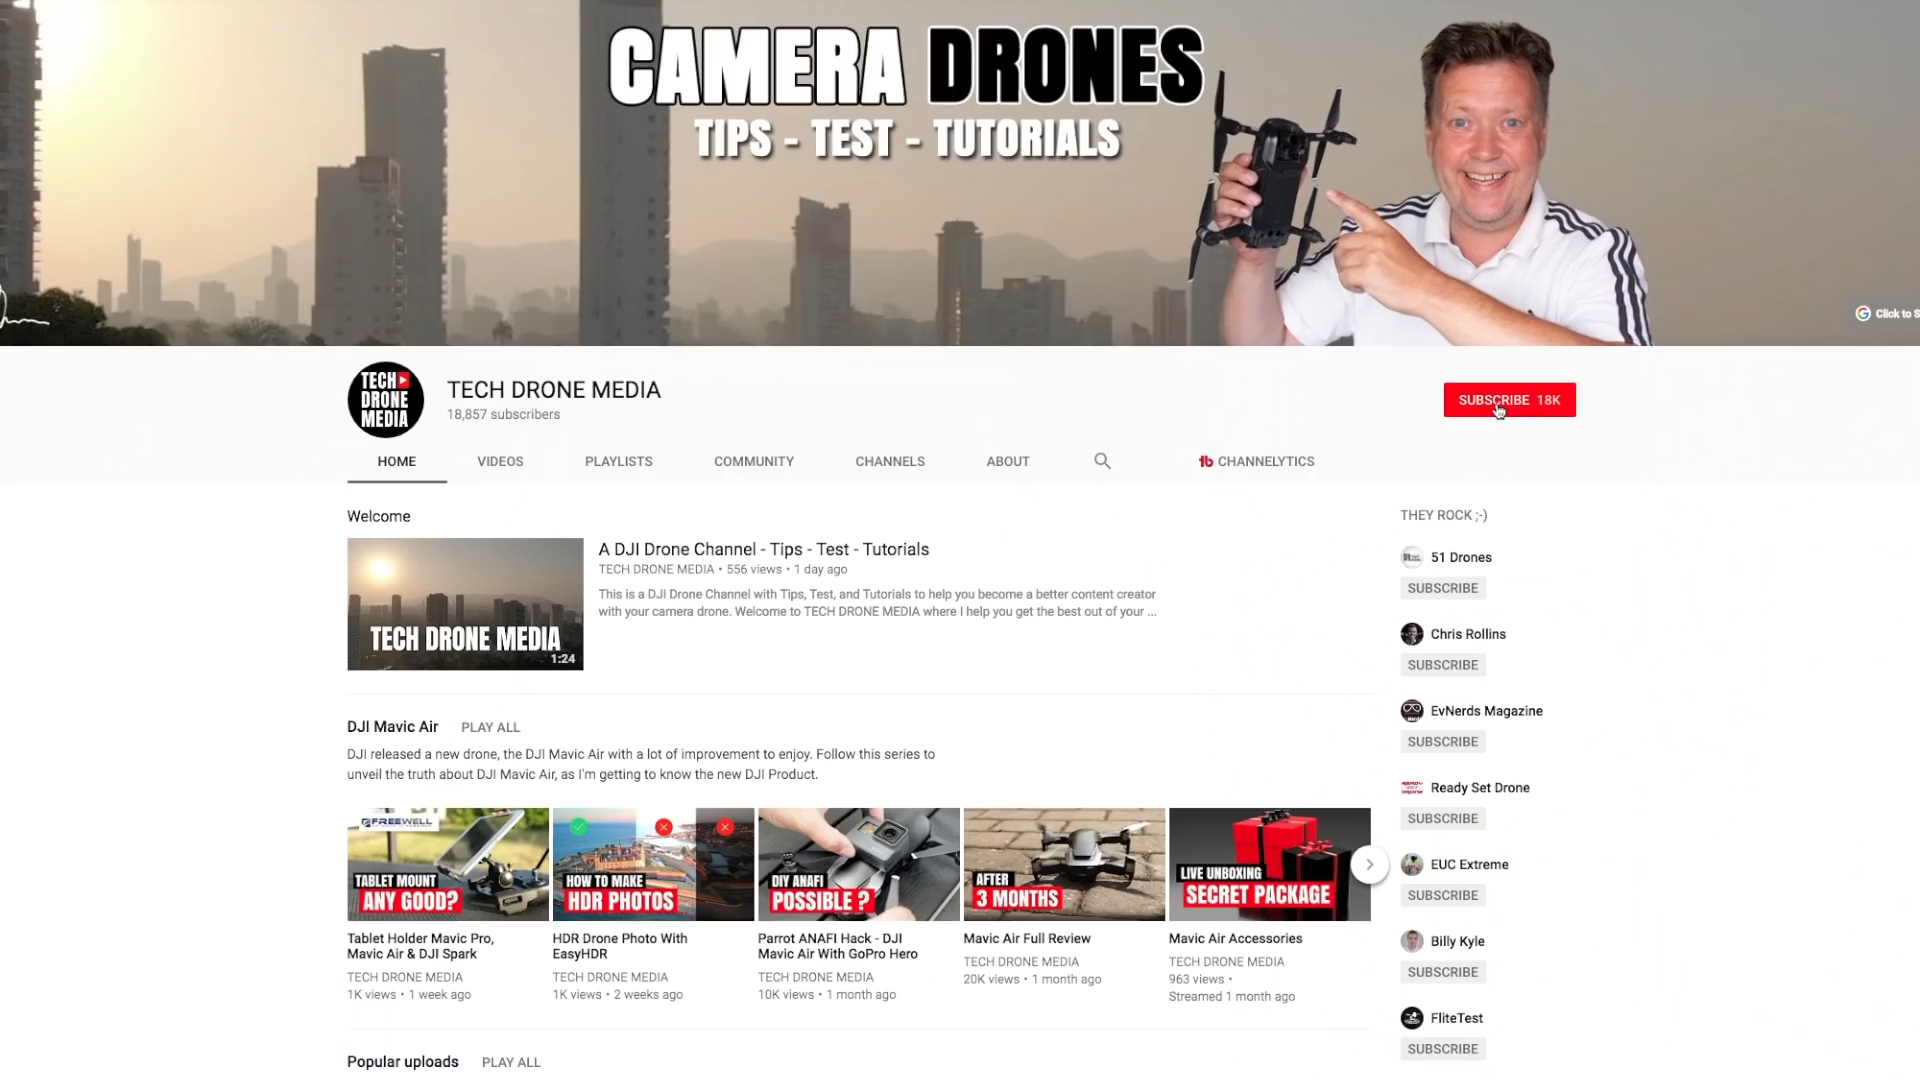 CAMERA DRONES
TIPS - TEST - TUTORIALS
Click to S
TECH
DRONE
MEDIA
TECH DRONE MEDIA
18,857 subscribers
SUBSCRIBE 18K
HOME VIDEOS PLAYLISTS COMMUNITY CHANNELS ABOUT CHANNELYTICS
Welcome
TECH DRONE MEDIA
1:24
A DJI Drone Channel - Tips - Test - Tutorials
TECH DRONE MEDIA • 556 views • 1 day ago
This is a DJI Drone Channel with Tips, Test, and Tutorials to help you become a better content creator
with your camera drone. Welcome to TECH DRONE MEDIA where I help you get the best out of your ...
DJI Mavic Air PLAY ALL
DJI released a new drone, the DJI Mavic Air with a lot of improvement to enjoy. Follow this series to
unveil the truth about DJI Mavic Air, as I'm getting to know the new DJI Product.
FREEWELL
TABLET MOUNT
ANY GOOD?
Tablet Holder Mavic Pro,
Mavic Air & DJI Spark
TECH DRONE MEDIA
1K views • 1 week ago
HOW TO MAKE
HDR PHOTOS
HDR Drone Photo With
EasyHDR
TECH DRONE MEDIA
1K views • 2 weeks ago
DIY ANAFI
POSSIBLE ?
Parrot ANAFI Hack - DJI
Mavic Air With GoPro Hero
TECH DRONE MEDIA
10K views • 1 month ago
AFTER
3 MONTHS
Mavic Air Full Review
TECH DRONE MEDIA
20K views • 1 month ago
LIVE UNBOXING
SECRET PACKAGE
Mavic Air Accessories
TECH DRONE MEDIA
963 views •
Streamed 1 month ago
Popular uploads PLAY ALL
THEY ROCK ;-)
51 Drones
SUBSCRIBE
Chris Rollins
SUBSCRIBE
EvNerds Magazine
SUBSCRIBE
Ready Set Drone
SUBSCRIBE
EUC Extreme
SUBSCRIBE
Billy Kyle
SUBSCRIBE
FliteTest
SUBSCRIBE